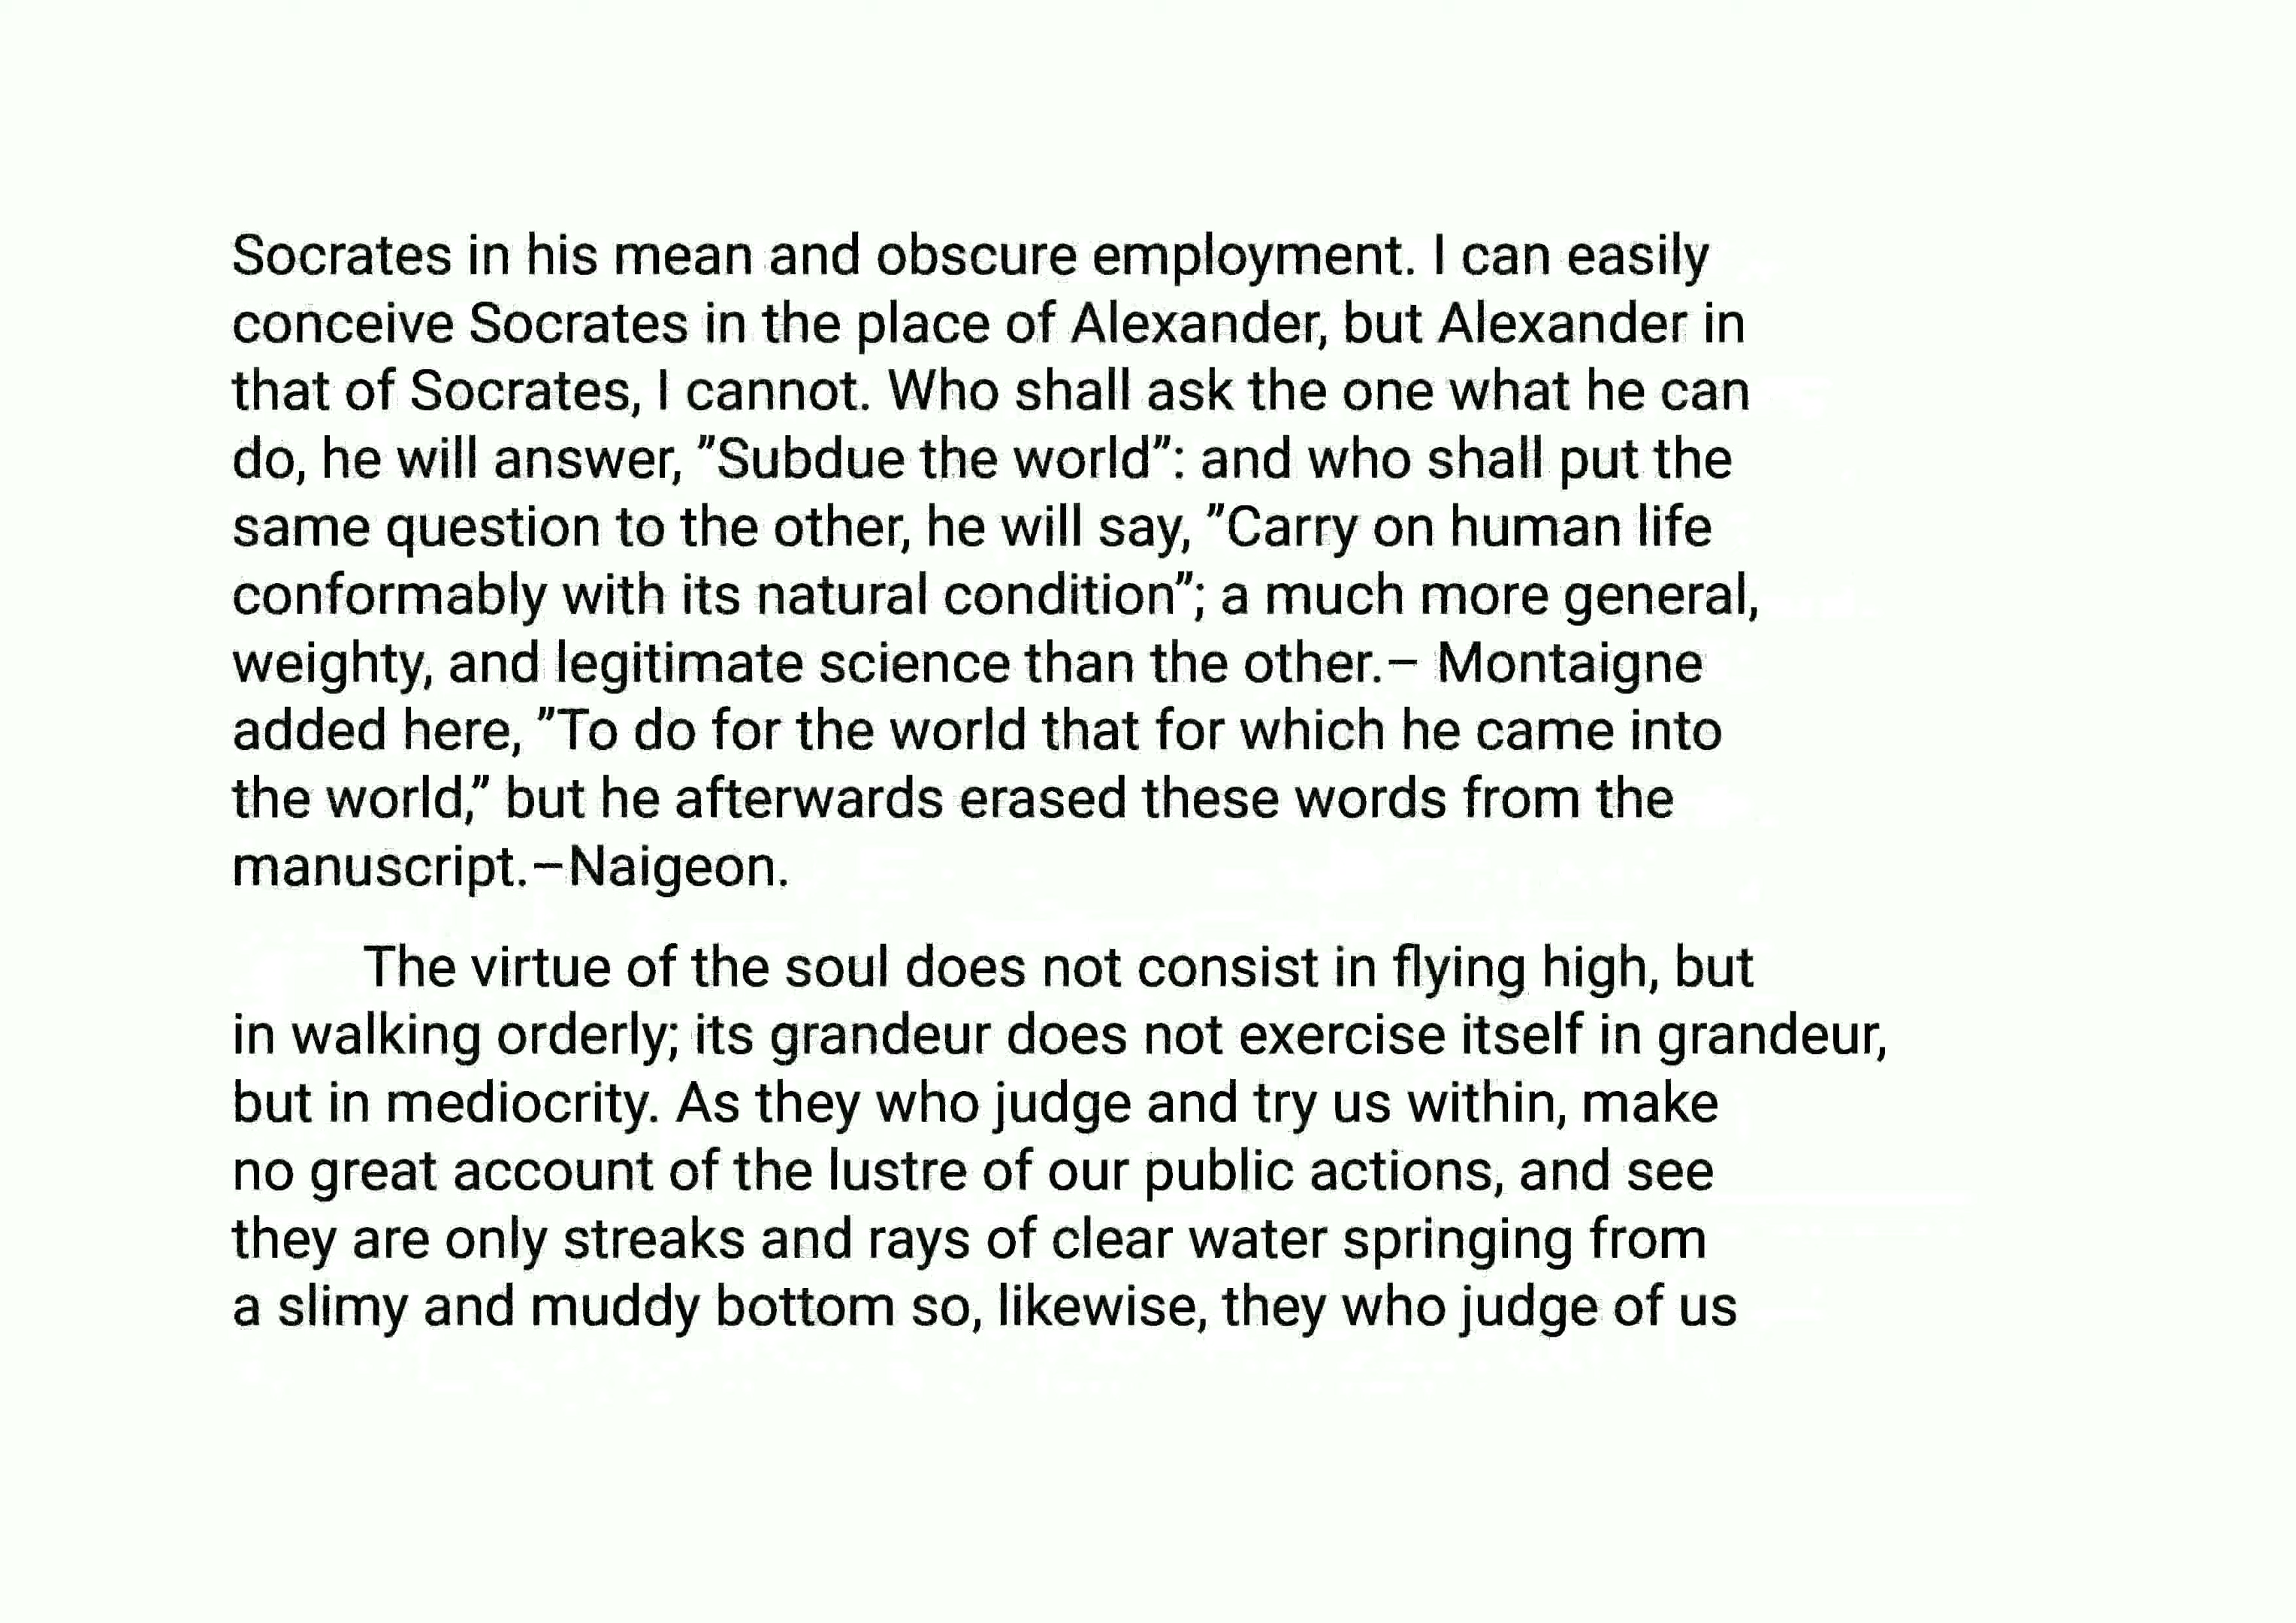 Socrates in his mean and obscure employment. I can easily
conceive Socrates in the place of Alexander, but Alexander in
that of Socrates, I cannot. Who shall ask the one what he can
do, he will answer, ”Subdue the world”: and who shall put the
same question to the other, he will say, ”Carry on human life
conformably with its natural condition”; a much more general,
weighty, and legitimate science than the other.– Montaigne
added here, ”To do for the world that for which he came into
the world,” but he afterwards erased these words from the
manuscript.–Naigeon.
The virtue of the soul does not consist in flying high, but
in walking orderly; its grandeur does not exercise itself in grandeur,
but in mediocrity. As they who judge and try us within, make
no great account of the lustre of our public actions, and see
they are only streaks and rays of clear water springing from
a slimy and muddy bottom so, likewise, they who judge of us